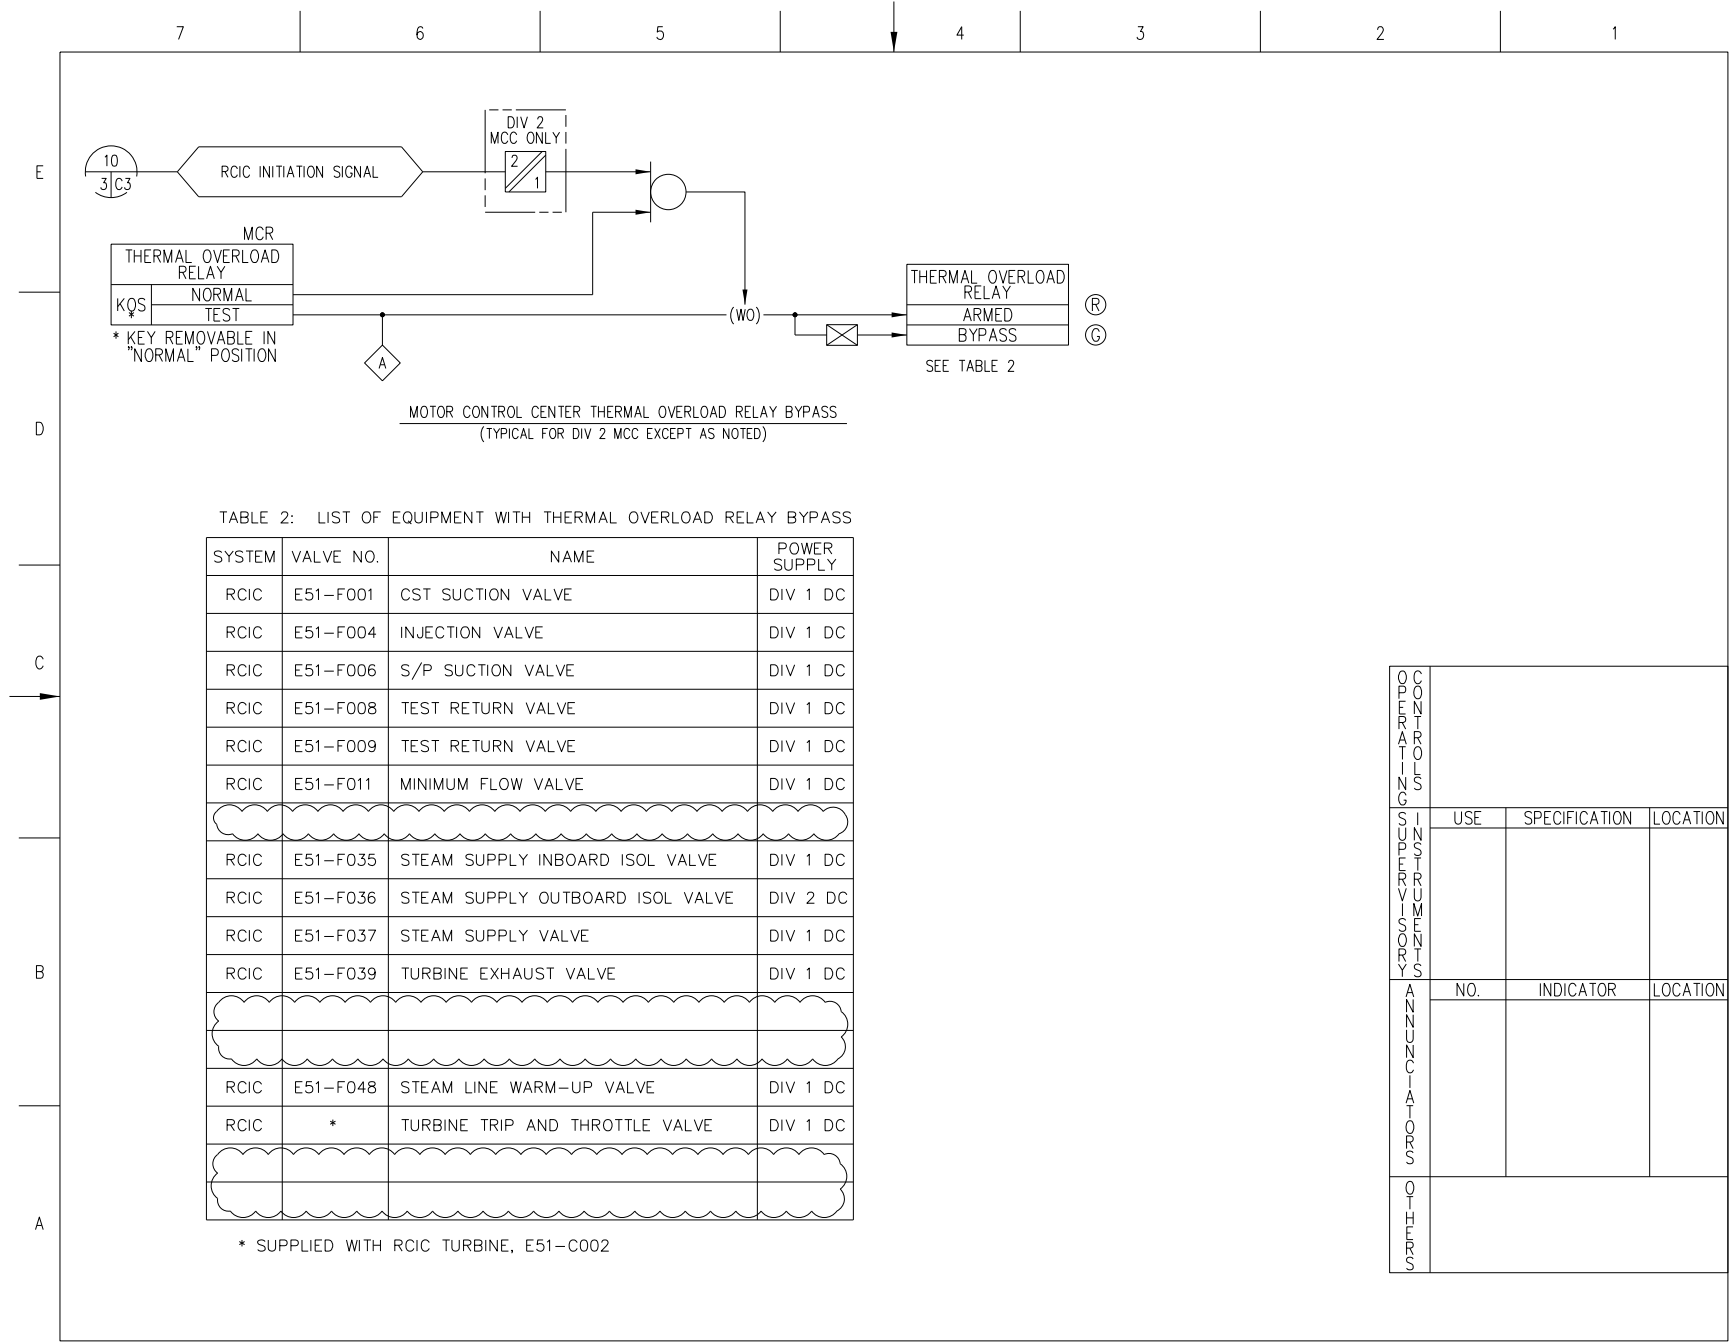 7 6 5 4 3 2 1
E
D
C
B
A
10
3 C3
RCIC INITIATION SIGNAL
DIV 2
MCC ONLY
2
1
MCR
THERMAL OVERLOAD
RELAY
KOS
*
NORMAL
TEST
* KEY REMOVABLE IN
"NORMAL" POSITION
A
(WO)
THERMAL OVERLOAD
RELAY
ARMED
BYPASS
R
G
SEE TABLE 2
MOTOR CONTROL CENTER THERMAL OVERLOAD RELAY BYPASS
(TYPICAL FOR DIV 2 MCC EXCEPT AS NOTED)
TABLE 2: LIST OF EQUIPMENT WITH THERMAL OVERLOAD RELAY BYPASS
SYSTEM VALVE NO. NAME POWER SUPPLY
RCIC E51-F001 CST SUCTION VALVE DIV 1 DC
RCIC E51-F004 INJECTION VALVE DIV 1 DC
RCIC E51-F006 S/P SUCTION VALVE DIV 1 DC
RCIC E51-F008 TEST RETURN VALVE DIV 1 DC
RCIC E51-F009 TEST RETURN VALVE DIV 1 DC
RCIC E51-F011 MINIMUM FLOW VALVE DIV 1 DC
RCIC E51-F035 STEAM SUPPLY INBOARD ISOL VALVE DIV 1 DC
RCIC E51-F036 STEAM SUPPLY OUTBOARD ISOL VALVE DIV 2 DC
RCIC E51-F037 STEAM SUPPLY VALVE DIV 1 DC
RCIC E51-F039 TURBINE EXHAUST VALVE DIV 1 DC
RCIC E51-F048 STEAM LINE WARM-UP VALVE DIV 1 DC
RCIC * TURBINE TRIP AND THROTTLE VALVE DIV 1 DC
* SUPPLIED WITH RCIC TURBINE, E51-C002
OPERATING
CONTROLS
SUPERVISORY
INSTRUMENTS
USE SPECIFICATION LOCATION
ANNUNCIATORS
NO. INDICATOR LOCATION
OTHERS